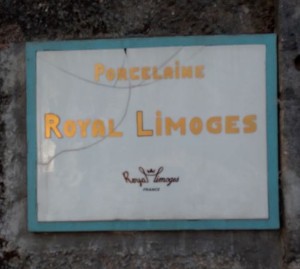 PORCELAINE
ROYAL LIMOGES
Royal Limoges
FRANCE